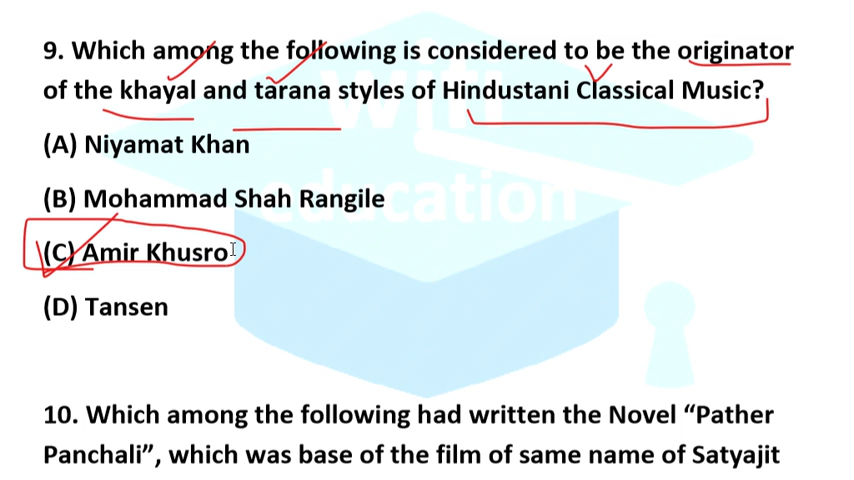 9. Which among the following is considered to be the originator
of the khayal and tarana styles of Hindustani Classical Music?
(A) Niyamat Khan
(B) Mohammad Shah Rangile
(C) Amir Khusro
(D) Tansen
10. Which among the following had written the Novel “Pather
Panchali”, which was base of the film of same name of Satyajit
education